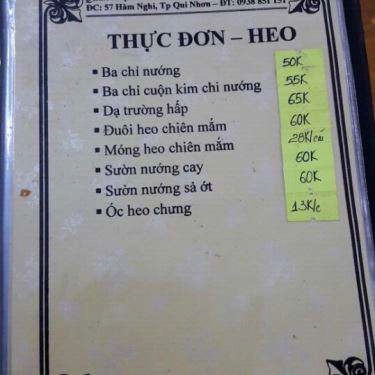 ĐC: 57 Hàm Nghi, Tp Qui Nhơn – ĐT: 0938 851 151
THỰC ĐƠN – HEO
▪ Ba chỉ nướng 50K
▪ Ba chỉ cuộn kim chi nướng 55K
▪ Dạ trường hấp 65K
▪ Đuôi heo chiên mắm 60K
▪ Móng heo chiên mắm 28K/cái
▪ Sườn nướng cay 60K
▪ Sườn nướng sả ớt 60K
▪ Óc heo chưng 13K/c